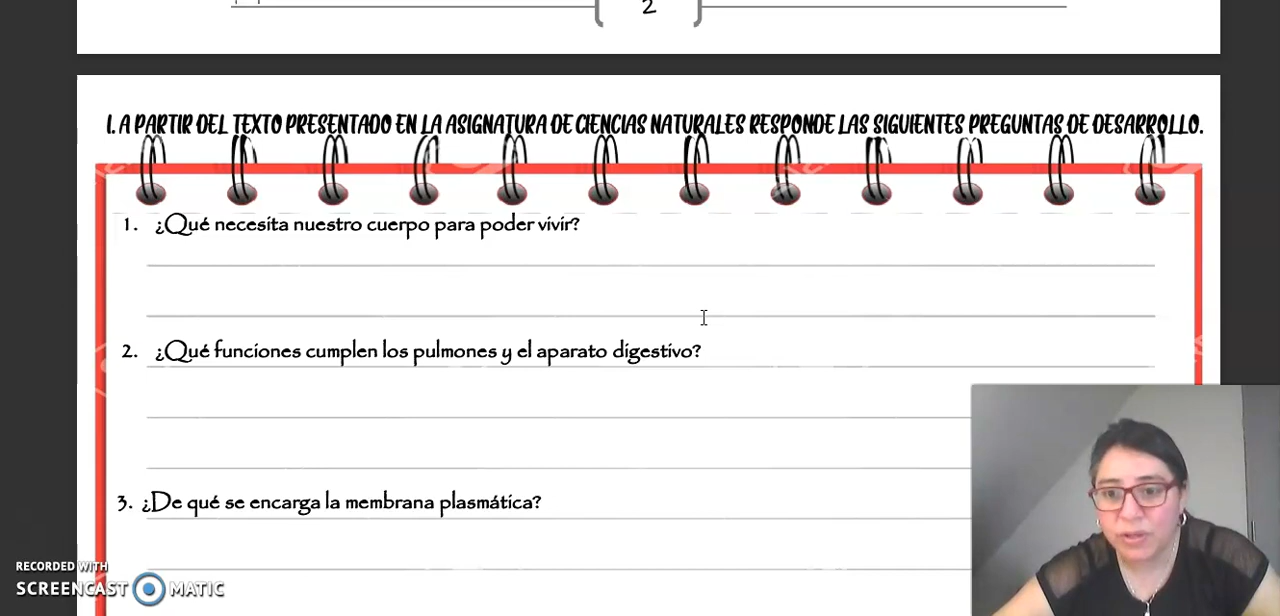 2
I. A PARTIR DEL TEXTO PRESENTADO EN LA ASIGNATURA DE CIENCIAS NATURALES RESPONDE LAS SIGUIENTES PREGUNTAS DE DESARROLLO.
1. ¿Qué necesita nuestro cuerpo para poder vivir?
2. ¿Qué funciones cumplen los pulmones y el aparato digestivo?
3. ¿De qué se encarga la membrana plasmática?
RECORDED WITH
SCREENCAST MATIC